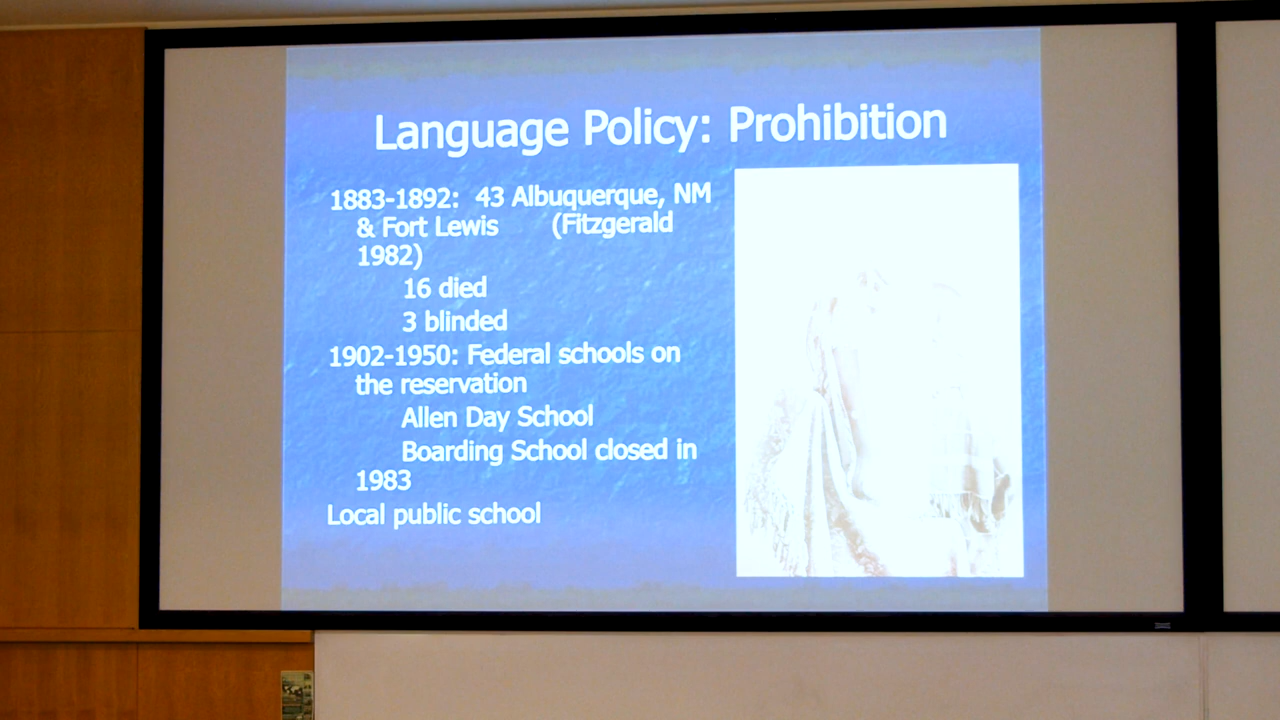 Language Policy: Prohibition
1883-1892:  43 Albuquerque, NM
& Fort Lewis (Fitzgerald
1982)
16 died
3 blinded
1902-1950: Federal schools on
the reservation
Allen Day School
Boarding School closed in
1983
Local public school